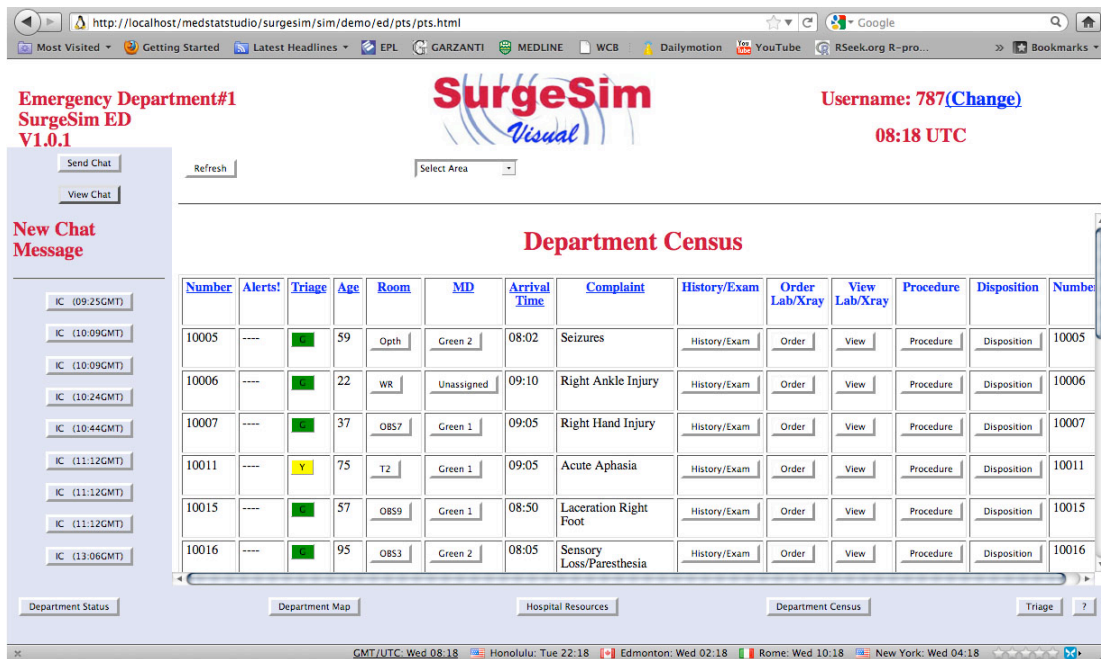 http://localhost/medstatstudio/surgesim/sim/demo/ed/pts/pts.html
Google
Most Visited Getting Started Latest Headlines EPL GARZANTI MEDLINE WCB Dailymotion YouTube RSeek.org R-pro... » Bookmarks
Emergency Department#1
SurgeSim ED
V1.0.1
SurgeSim
Visual
Username: 787(Change)
08:18 UTC
Send Chat
View Chat
Refresh
Select Area
New Chat
Message
IC (09:25GMT)
IC (10:09GMT)
IC (10:09GMT)
IC (10:24GMT)
IC (10:44GMT)
IC (11:12GMT)
IC (11:12GMT)
IC (11:12GMT)
IC (13:06GMT)
Department Census
Number Alerts! Triage Age Room MD Arrival Time Complaint History/Exam Order Lab/Xray View Lab/Xray Procedure Disposition Number
10005 ---- G 59 Opth Green 2 08:02 Seizures History/Exam Order View Procedure Disposition 10005
10006 ---- G 22 WR Unassigned 09:10 Right Ankle Injury History/Exam Order View Procedure Disposition 10006
10007 ---- G 37 OBS7 Green 1 09:05 Right Hand Injury History/Exam Order View Procedure Disposition 10007
10011 ---- Y 75 T2 Green 1 09:05 Acute Aphasia History/Exam Order View Procedure Disposition 10011
10015 ---- G 57 OBS9 Green 1 08:50 Laceration Right Foot History/Exam Order View Procedure Disposition 10015
10016 ---- G 95 OBS3 Green 2 08:05 Sensory Loss/Paresthesia History/Exam Order View Procedure Disposition 10016
Department Status Department Map Hospital Resources Department Census Triage ?
GMT/UTC: Wed 08:18 Honolulu: Tue 22:18 Edmonton: Wed 02:18 Rome: Wed 10:18 New York: Wed 04:18